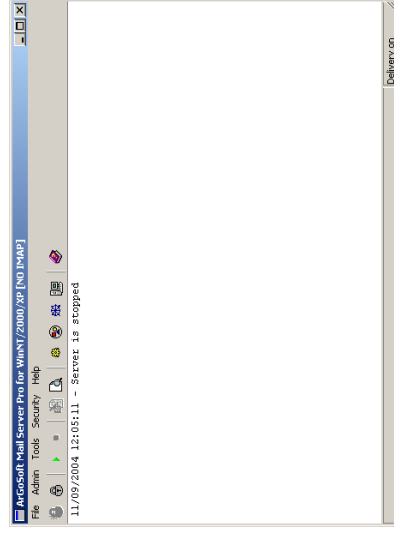 ArGoSoft Mail Server Pro for WinNT/2000/XP [NO IMAP]
File Admin Tools Security Help
11/09/2004 12:05:11 - Server is stopped
Delivery on